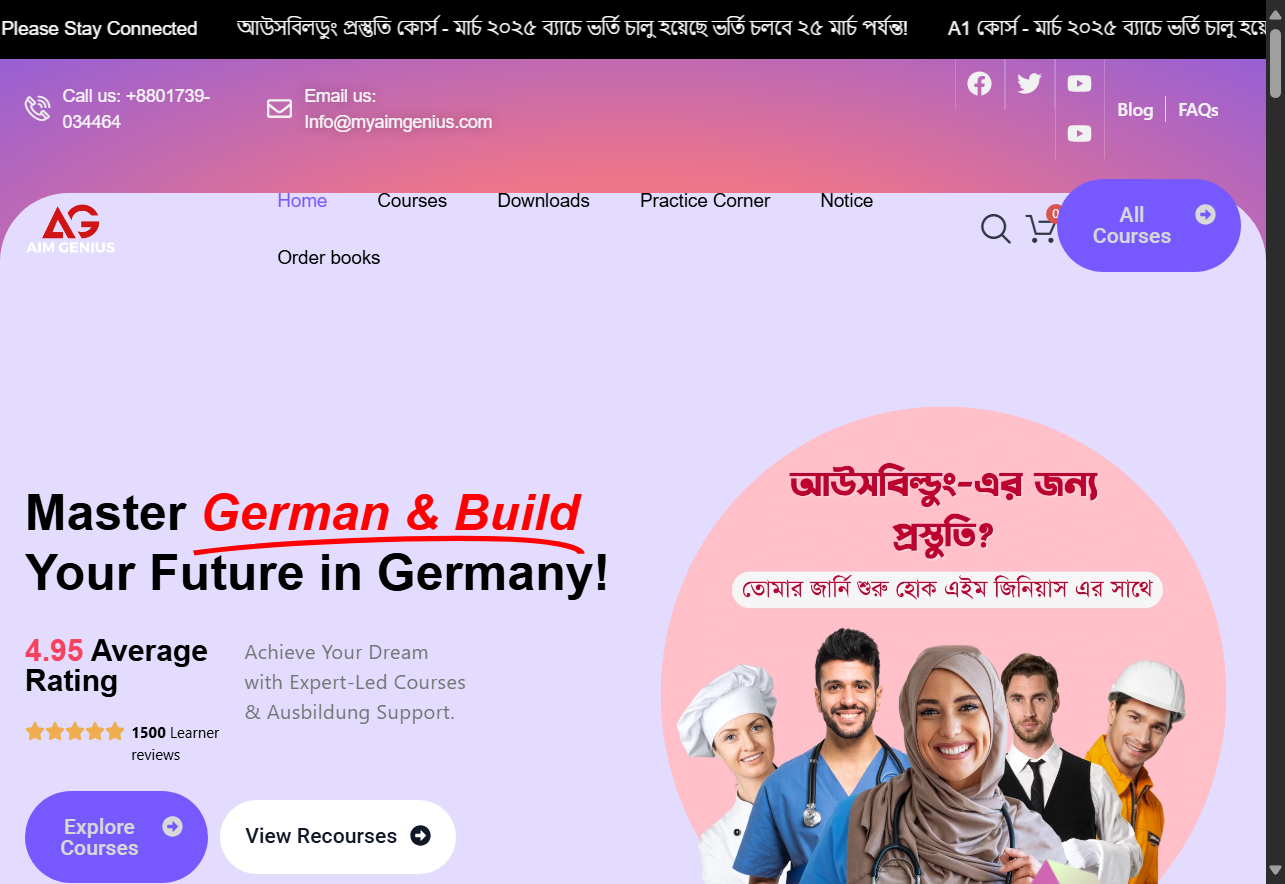 Please Stay Connected আউসবিলডুং প্রস্তুতি কোর্স - মার্চ ২০২৫ ব্যাচে ভর্তি চালু হয়েছে ভর্তি চলবে ২৫ মার্চ পর্যন্ত! A1 কোর্স - মার্চ ২০২৫ ব্যাচে ভর্তি চালু হয়ে
Call us: +8801739-
034464
Email us:
Info@myaimgenius.com
Blog
FAQs
AG
AIM GENIUS
Home Courses Downloads Practice Corner Notice
Order books
0
All
Courses
Master German & Build
Your Future in Germany!
4.95 Average
Rating
Achieve Your Dream
with Expert-Led Courses
& Ausbildung Support.
1500 Learner
reviews
Explore
Courses
View Recourses
আউসবিল্ডুং-এর জন্য
প্রস্তুতি?
তোমার জার্নি শুরু হোক এইম জিনিয়াস এর সাথে